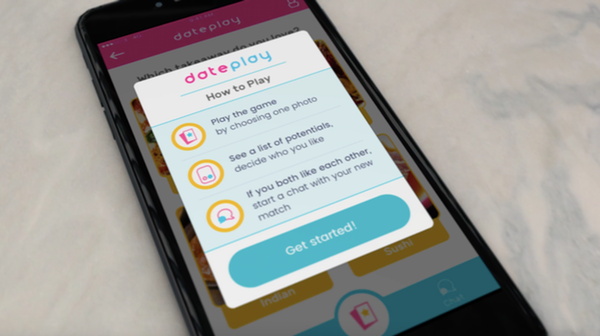 dateplay
Which takeaway do you love?
dateplay
How to Play
Play the game
by choosing one photo
See a list of potentials,
decide who you like
If you both like each other,
start a chat with your new
match
Get started!
Indian
Sushi
Chat